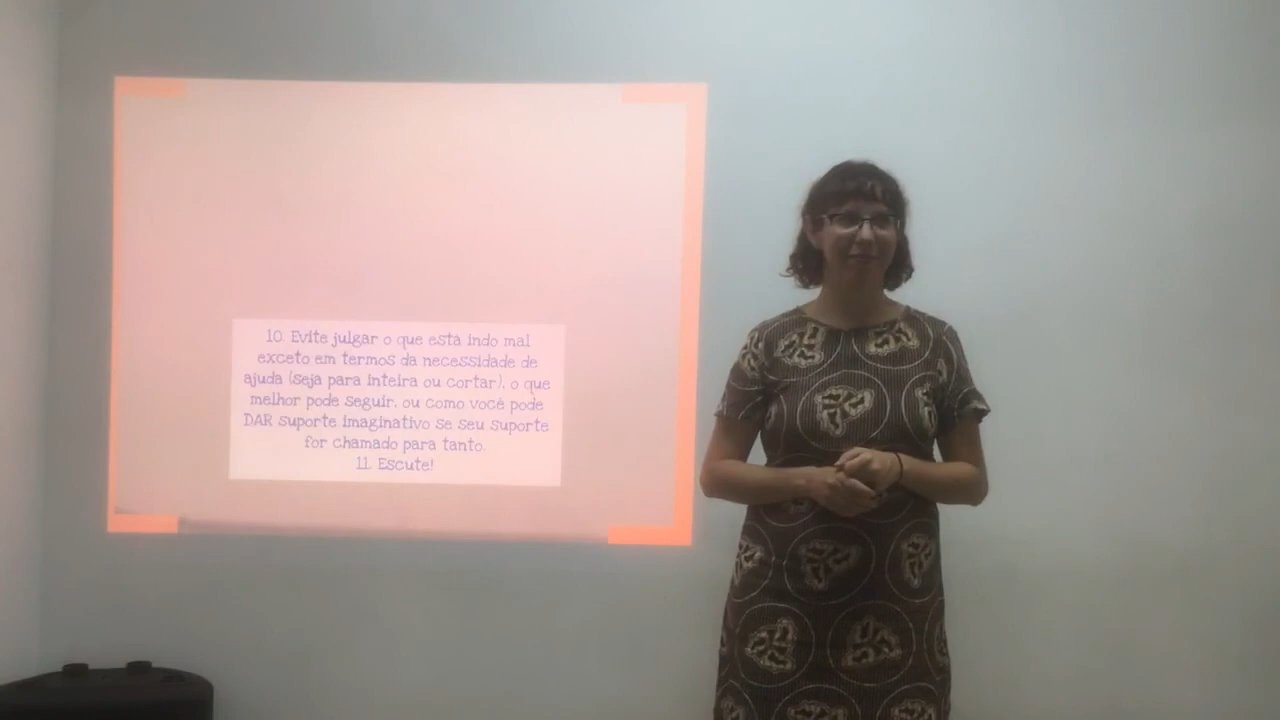 10. Evite julgar o que está indo mal
exceto em termos da necessidade de
ajuda (seja para inteira ou cortar), o que
melhor pode seguir, ou como você pode
DAR suporte imaginativo se seu suporte
for chamado para tanto.
11. Escute!